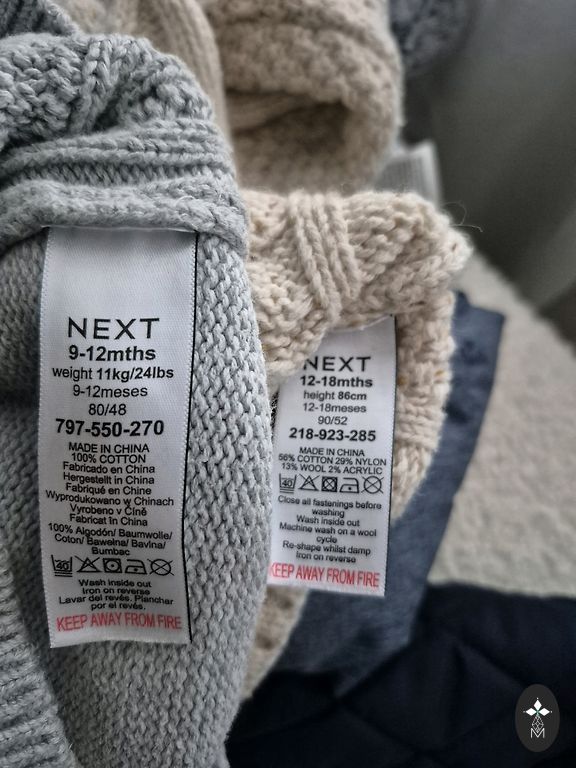 NEXT
9-12mths
weight 11kg/24lbs
9-12meses
80/48
797-550-270
MADE IN CHINA
100% COTTON
Fabricado en China
Hergestellt in China
Fabriqué en Chine
Wyprodukowano w Chinach
Vyrobeno v Číně
Fabricat în China
100% Algodón/ Baumwolle/
Coton/ Bawełna/ Bavlna/
Bumbac
40
Wash inside out
Iron on reverse
Lavar del revés. Planchar
por el revés.
KEEP AWAY FROM FIRE
NEXT
12-18mths
height 86cm
12-18meses
90/52
218-923-285
MADE IN CHINA
56% COTTON 29% NYLON
13% WOOL 2% ACRYLIC
40
Close all fastenings before
washing
Wash inside out
Machine wash on a wool
cycle
Re-shape whilst damp
Iron on reverse
KEEP AWAY FROM FIRE
M